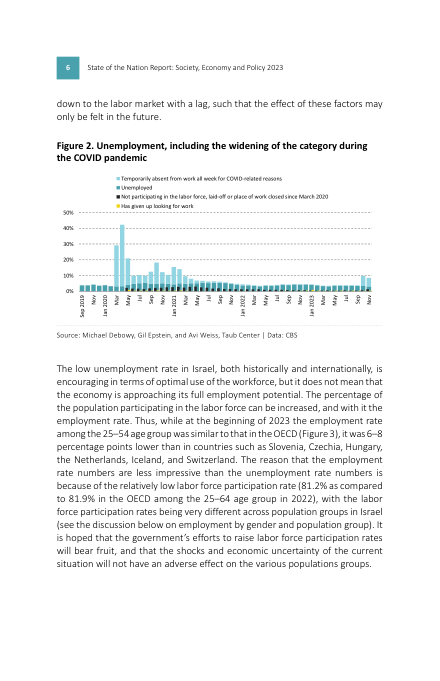 6
State of the Nation Report: Society, Economy and Policy 2023
down to the labor market with a lag, such that the effect of these factors may
only be felt in the future.
Figure 2. Unemployment, including the widening of the category during
the COVID pandemic
Temporarily absent from work all week for COVID-related reasons
Unemployed
Not participating in the labor force, laid-off or place of work closed since March 2020
Has given up looking for work
50%
40%
30%
20%
10%
0%
Sep 2019
Nov
Jan 2020
Mar
May
Jul
Sep
Nov
Jan 2021
Mar
May
Jul
Sep
Nov
Jan 2022
Mar
May
Jul
Sep
Nov
Jan 2023
Mar
May
Jul
Sep
Nov
Source: Michael Debowy, Gil Epstein, and Avi Weiss, Taub Center | Data: CBS
The low unemployment rate in Israel, both historically and internationally, is
encouraging in terms of optimal use of the workforce, but it does not mean that
the economy is approaching its full employment potential. The percentage of
the population participating in the labor force can be increased, and with it the
employment rate. Thus, while at the beginning of 2023 the employment rate
among the 25–54 age group was similar to that in the OECD (Figure 3), it was 6–8
percentage points lower than in countries such as Slovenia, Czechia, Hungary,
the Netherlands, Iceland, and Switzerland. The reason that the employment
rate numbers are less impressive than the unemployment rate numbers is
because of the relatively low labor force participation rate (81.2% as compared
to 81.9% in the OECD among the 25–64 age group in 2022), with the labor
force participation rates being very different across population groups in Israel
(see the discussion below on employment by gender and population group). It
is hoped that the government's efforts to raise labor force participation rates
will bear fruit, and that the shocks and economic uncertainty of the current
situation will not have an adverse effect on the various populations groups.